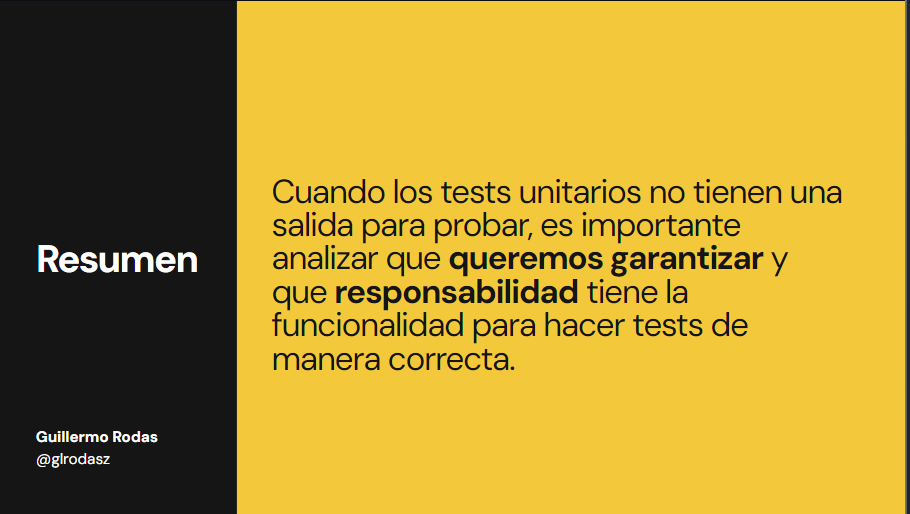 Resumen
Guillermo Rodas
@glrodasz
Cuando los tests unitarios no tienen una
salida para probar, es importante
analizar que queremos garantizar y
que responsabilidad tiene la
funcionalidad para hacer tests de
manera correcta.